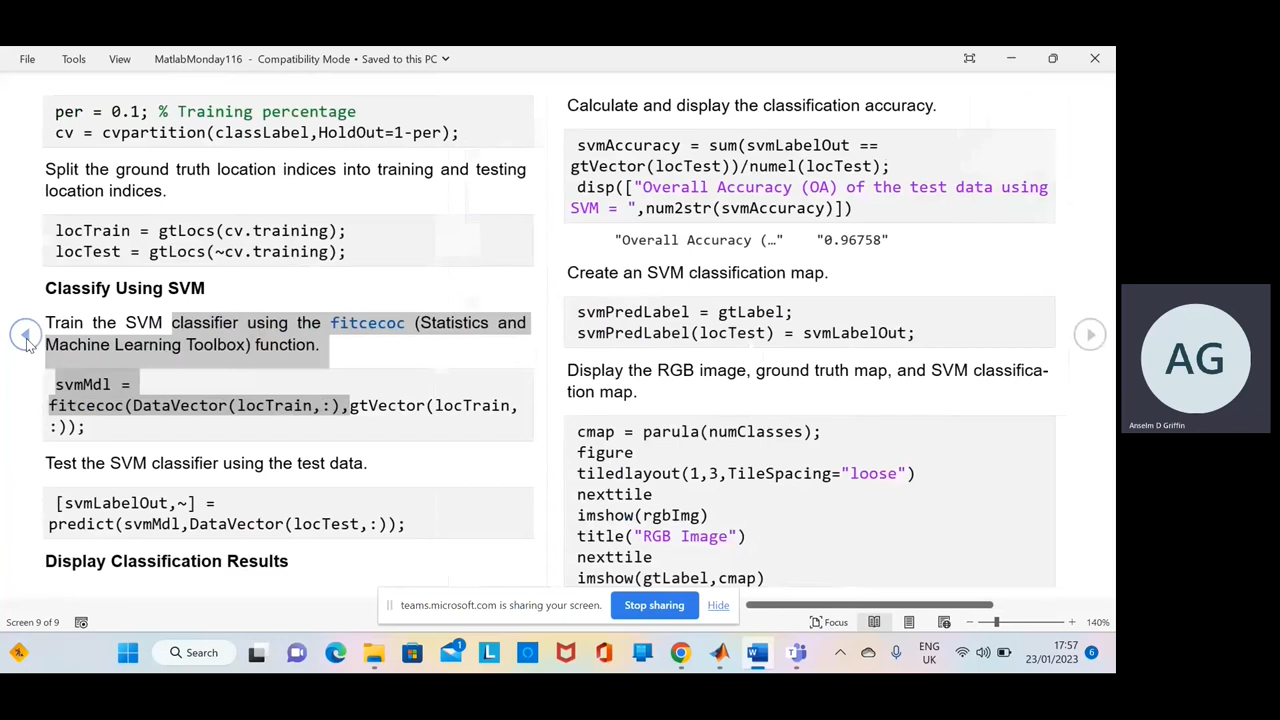 File Tools View MatlabMonday116 - Compatibility Mode • Saved to this PC
per = 0.1; % Training percentage
cv = cvpartition(classLabel,HoldOut=1-per);
Split the ground truth location indices into training and testing
location indices.
locTrain = gtLocs(cv.training);
locTest = gtLocs(~cv.training);
Classify Using SVM
Train the SVM classifier using the fitcecoc (Statistics and
Machine Learning Toolbox) function.
svmMdl =
fitcecoc(DataVector(locTrain,:),gtVector(locTrain,
:));
Test the SVM classifier using the test data.
[svmLabelOut,~] =
predict(svmMdl,DataVector(locTest,:));
Display Classification Results
Calculate and display the classification accuracy.
svmAccuracy = sum(svmLabelOut ==
gtVector(locTest))/numel(locTest);
disp(["Overall Accuracy (OA) of the test data using
SVM = ",num2str(svmAccuracy)])
"Overall Accuracy (…" "0.96758"
Create an SVM classification map.
svmPredLabel = gtLabel;
svmPredLabel(locTest) = svmLabelOut;
Display the RGB image, ground truth map, and SVM classifica-
tion map.
cmap = parula(numClasses);
figure
tiledlayout(1,3,TileSpacing="loose")
nexttile
imshow(rgbImg)
title("RGB Image")
nexttile
imshow(gtLabel,cmap)
AG
Anselm D Griffin
teams.microsoft.com is sharing your screen. Stop sharing Hide
Screen 9 of 9
Focus
140%
Search
1
ENG
UK
17:57
23/01/2023
6